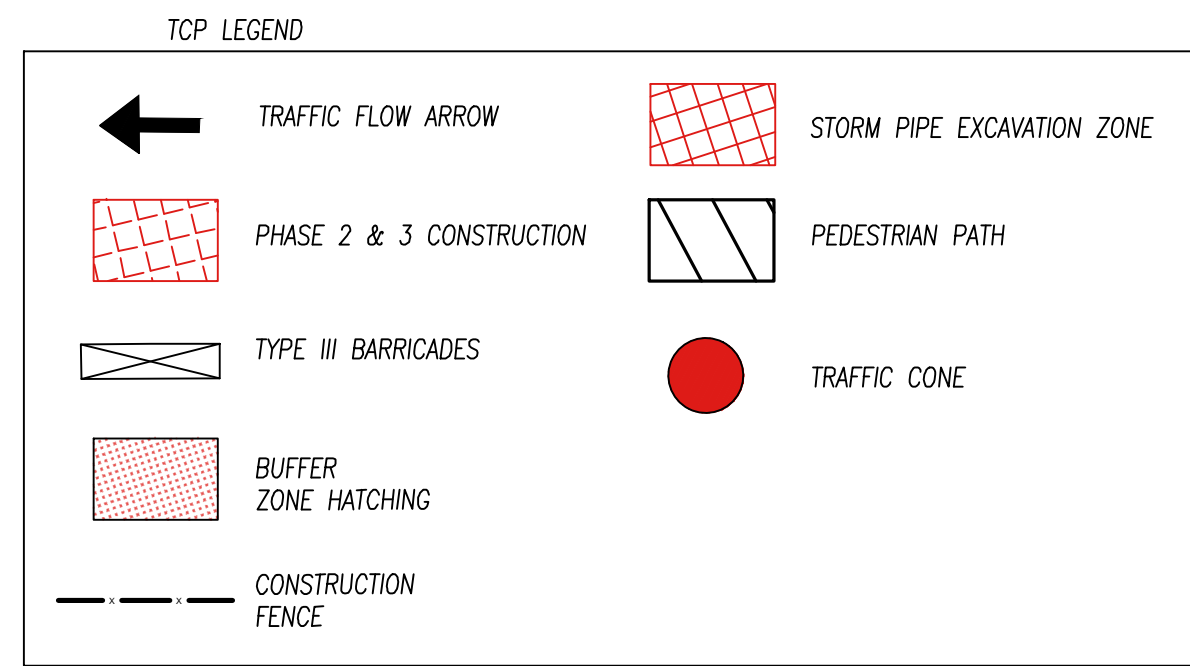 TCP LEGEND
TRAFFIC FLOW ARROW
PHASE 2 & 3 CONSTRUCTION
TYPE III BARRICADES
BUFFER
ZONE HATCHING
x x
CONSTRUCTION
FENCE
STORM PIPE EXCAVATION ZONE
PEDESTRIAN PATH
TRAFFIC CONE